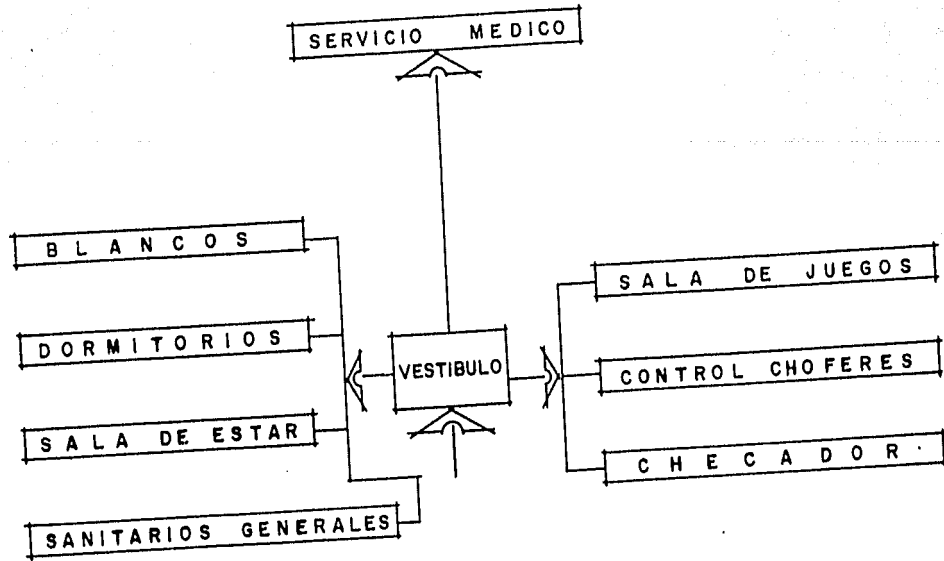 SERVICIO MEDICO
BLANCOS
DORMITORIOS
SALA DE ESTAR
SANITARIOS GENERALES
VESTIBULO
SALA DE JUEGOS
CONTROL CHOFERES
CHECADOR